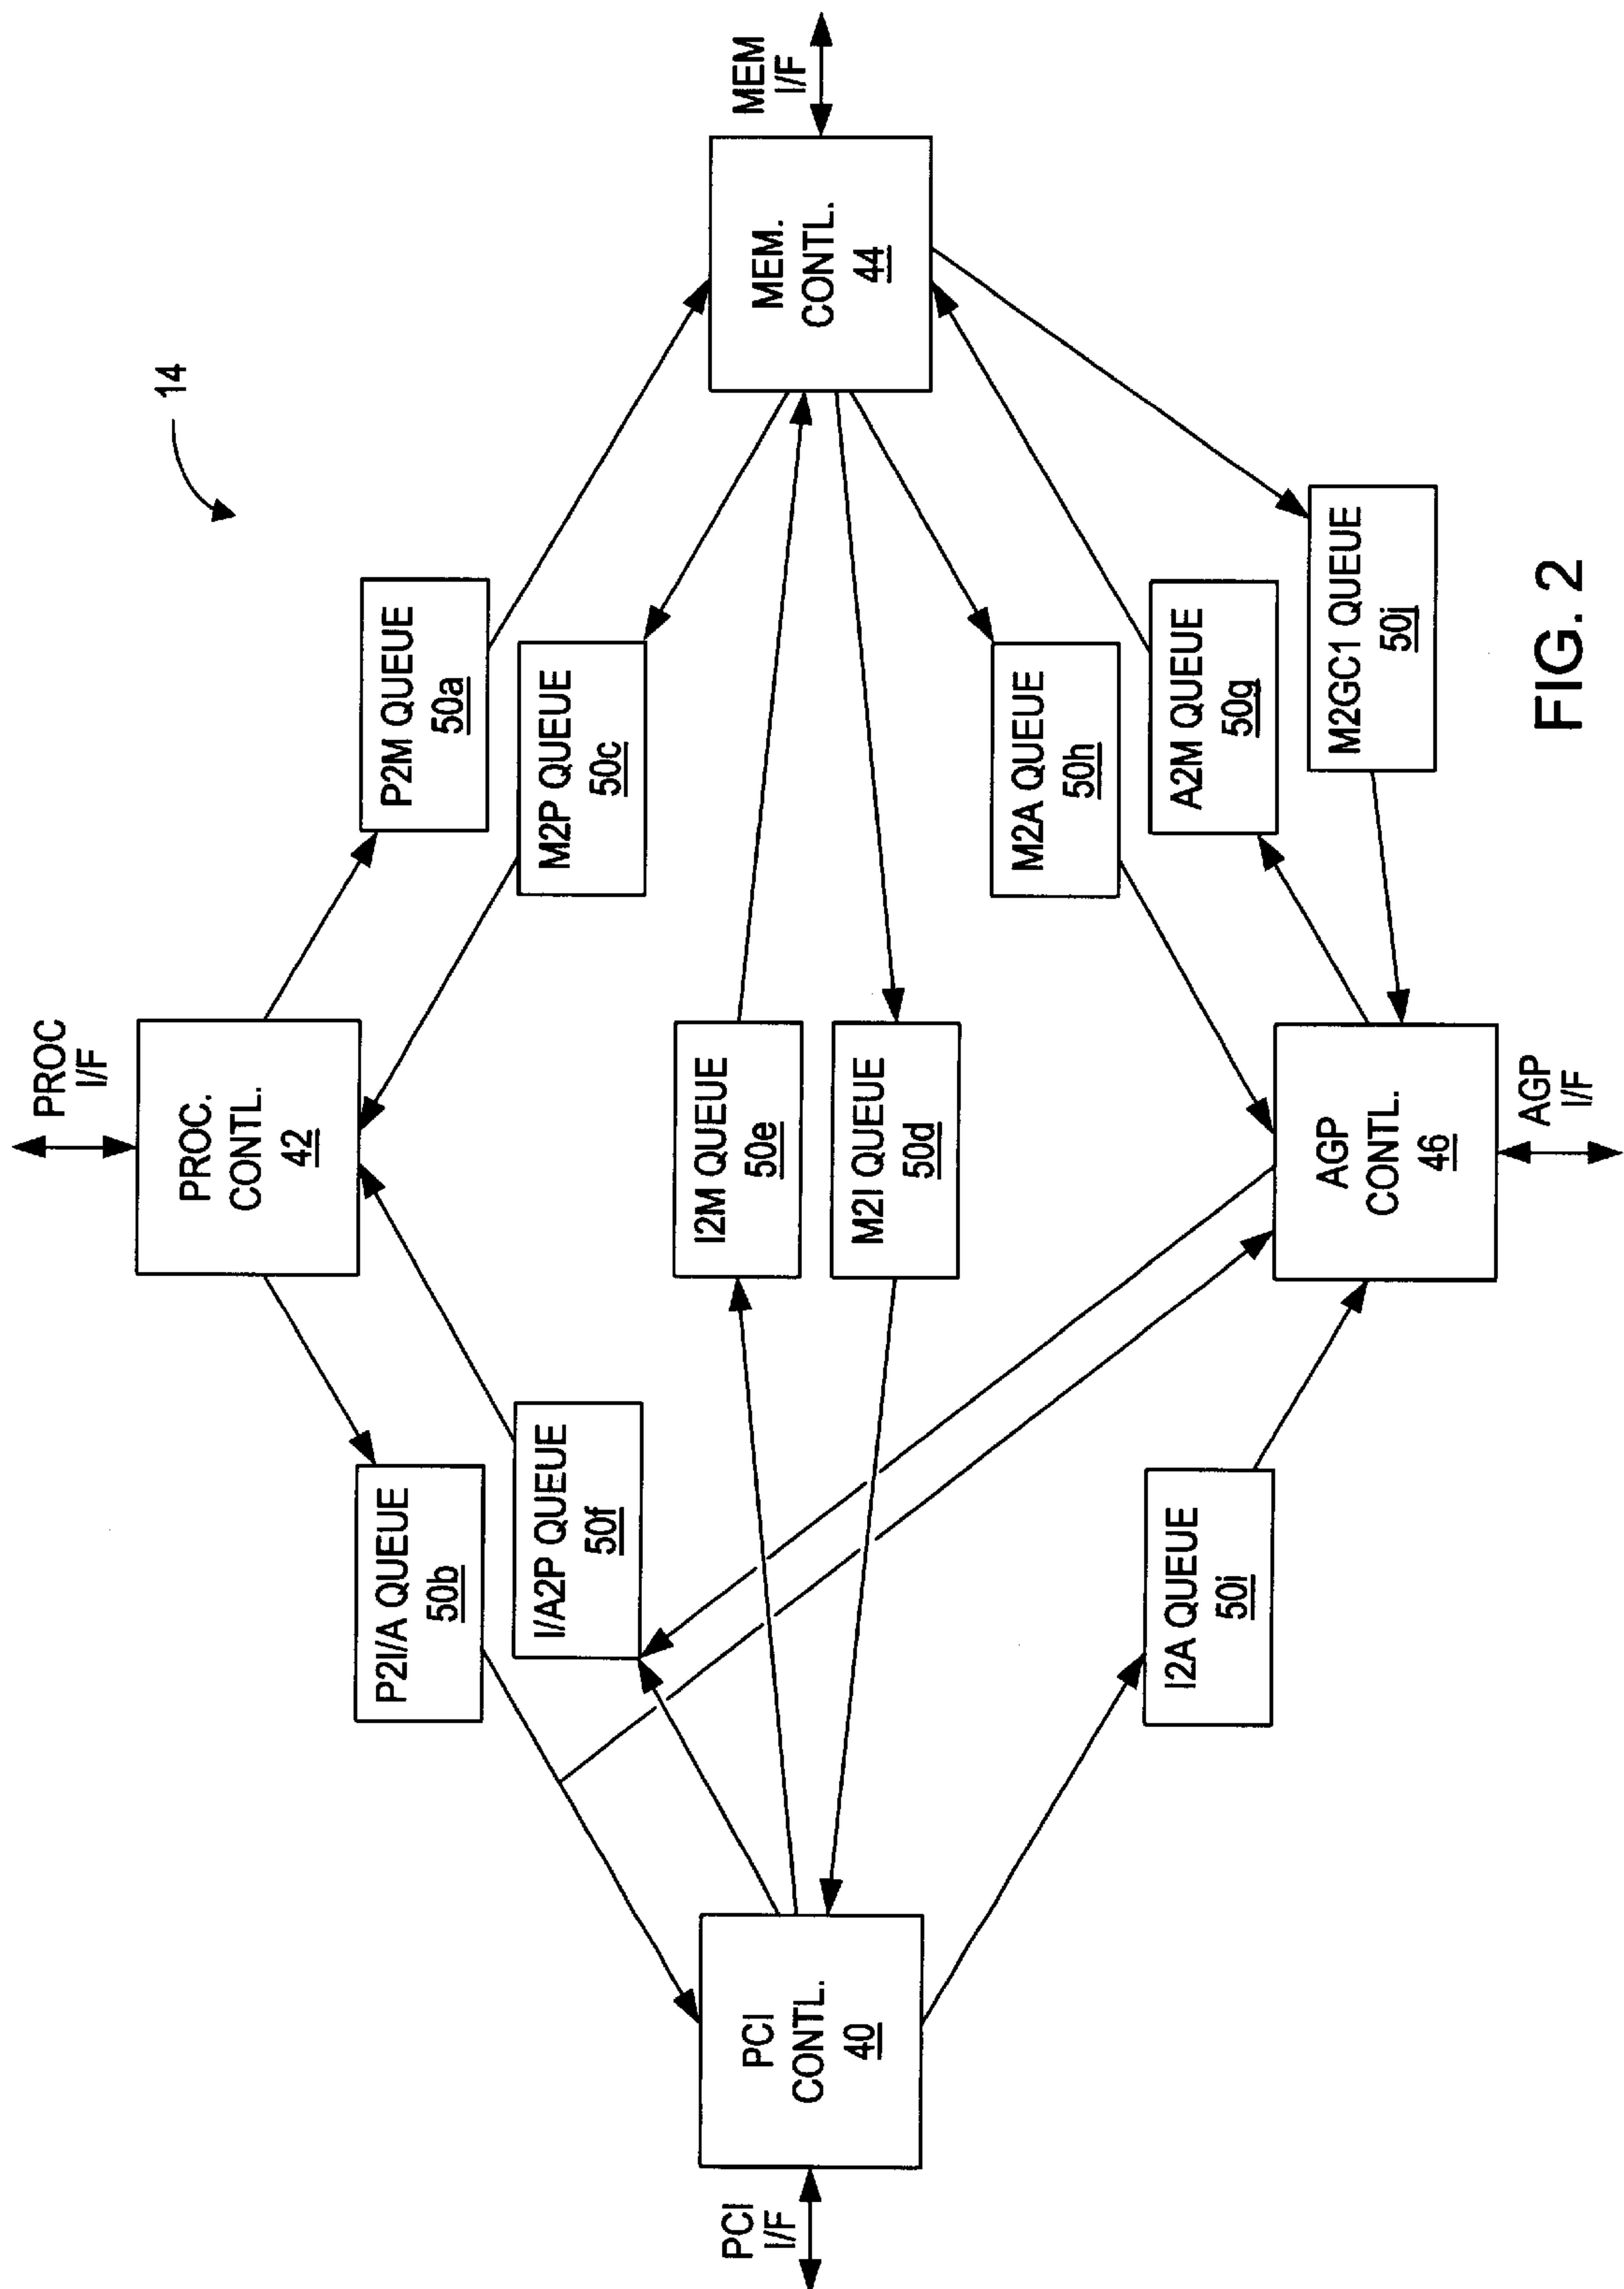 14
PROC
I/F
PROC.
CONTL.
42
P2I/A QUEUE
50b
P2M QUEUE
50a
I/A2P QUEUE
50f
M2P QUEUE
50c
PCI
I/F
PCI
CONTL.
40
I2M QUEUE
50e
M2I QUEUE
50d
MEM.
CONTL.
44
MEM
I/F
M2A QUEUE
50h
I2A QUEUE
50i
A2M QUEUE
50g
AGP
CONTL.
46
M2GC1 QUEUE
50j
AGP
I/F
FIG. 2